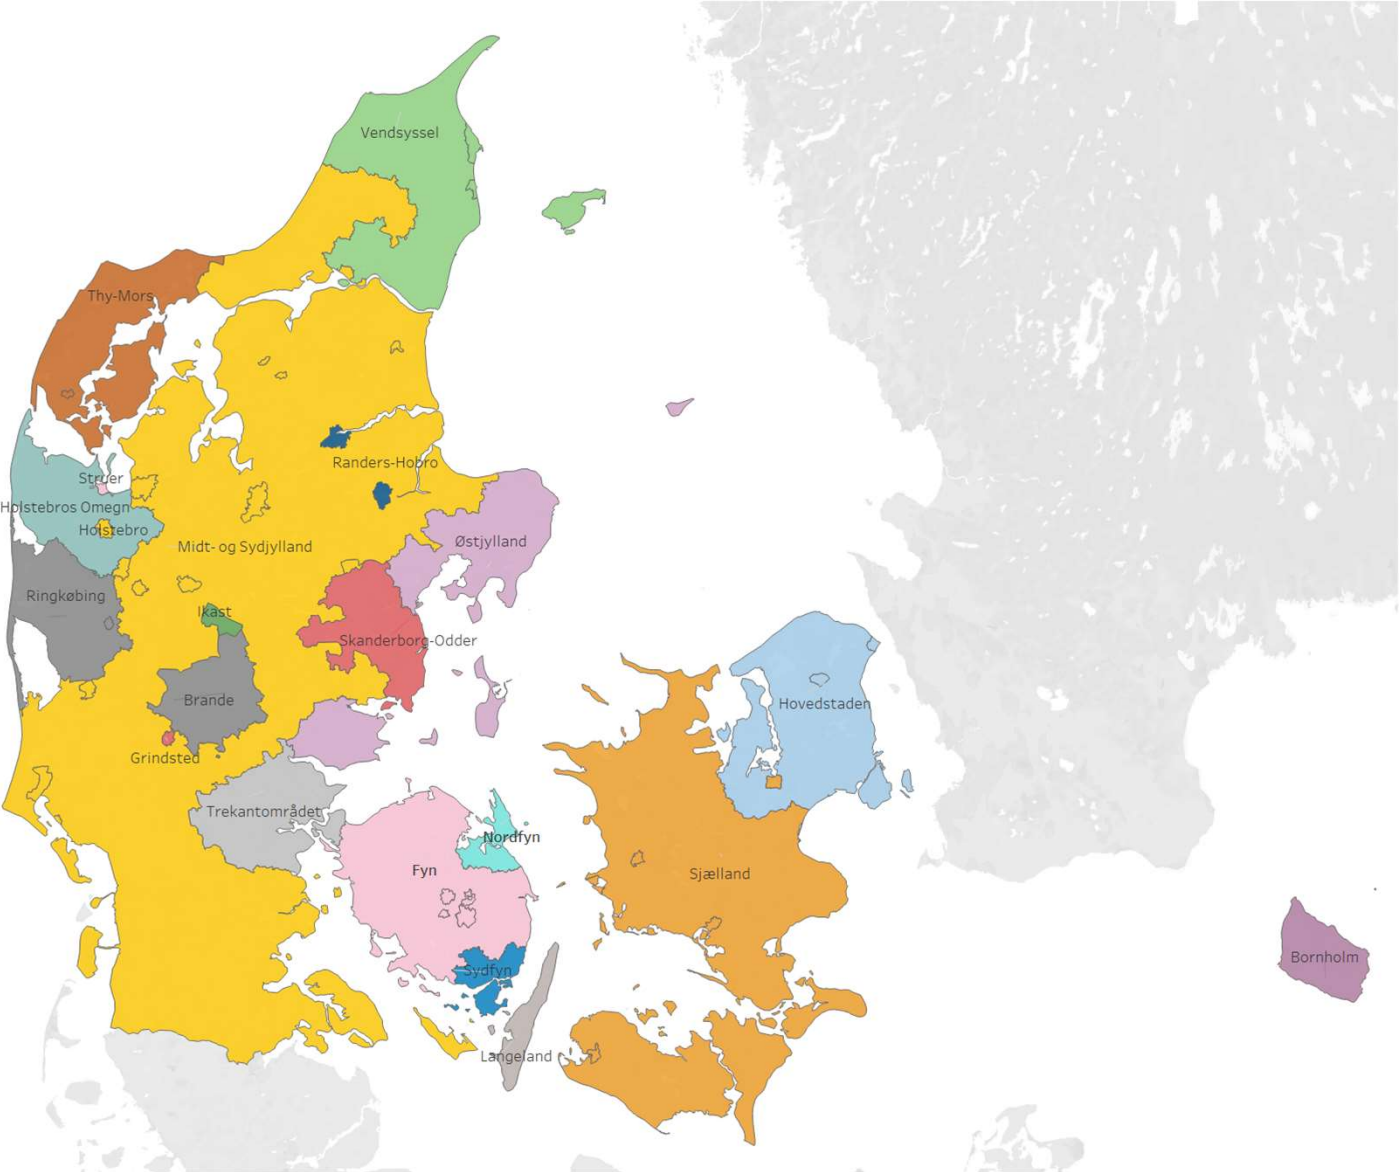 Vendsyssel
Thy-Mors
Randers-Hobro
Struer
Holstebros Omegn
Holstebro
Østjylland
Midt- og Sydjylland
Ringkøbing
Ikast
Skanderborg-Odder
Brande
Hovedstaden
Grindsted
Trekantområdet
Nordfyn
Fyn
Sjælland
Bornholm
Sydfyn
Langeland